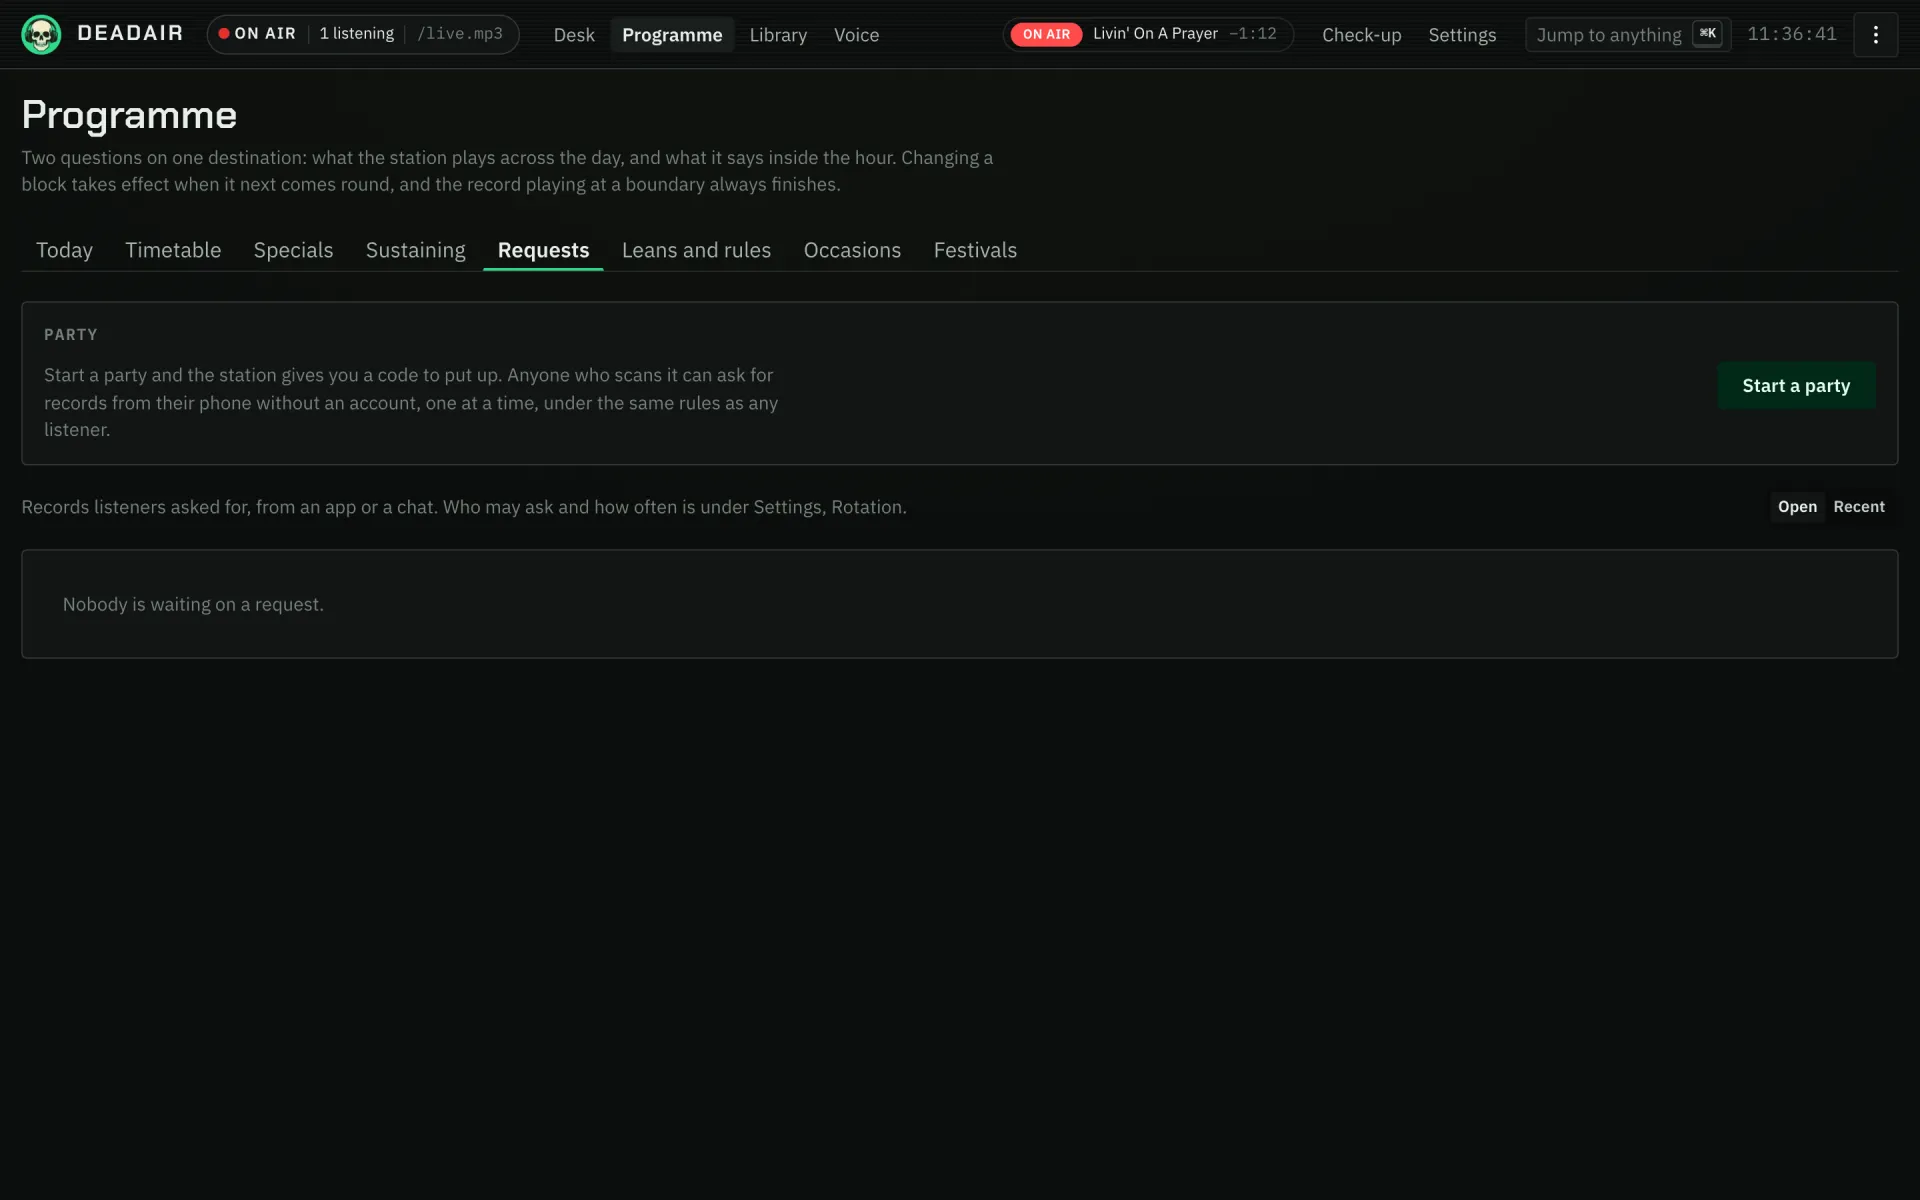 DEADAIR
ON AIR
1 listening
/live.mp3
Desk
Programme
Library
Voice
ON AIR
Livin' On A Prayer
−1:12
Check-up
Settings
Jump to anything
⌘K
11:36:41
Programme
Two questions on one destination: what the station plays across the day, and what it says inside the hour. Changing a
block takes effect when it next comes round, and the record playing at a boundary always finishes.
Today
Timetable
Specials
Sustaining
Requests
Leans and rules
Occasions
Festivals
PARTY
Start a party and the station gives you a code to put up. Anyone who scans it can ask for
records from their phone without an account, one at a time, under the same rules as any
listener.
Start a party
Records listeners asked for, from an app or a chat. Who may ask and how often is under Settings, Rotation.
Open
Recent
Nobody is waiting on a request.